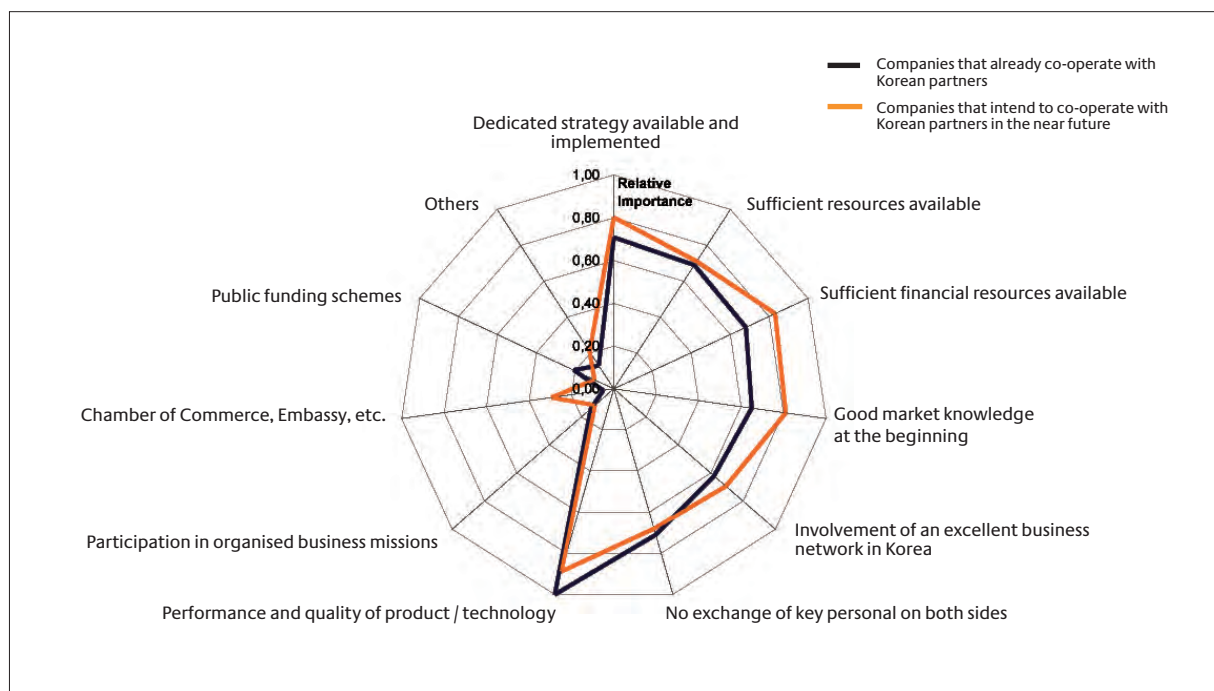 Companies that already co-operate with
Korean partners
Companies that intend to co-operate with
Korean partners in the near future
Dedicated strategy available and
implemented
1,00
Relative
Importance
Others
Sufficient resources available
0,80
0,60
Public funding schemes
Sufficient financial resources available
0,40
0,20
0,00
Chamber of Commerce, Embassy, etc.
Good market knowledge
at the beginning
Participation in organised business missions
Involvement of an excellent business
network in Korea
Performance and quality of product / technology
No exchange of key personal on both sides